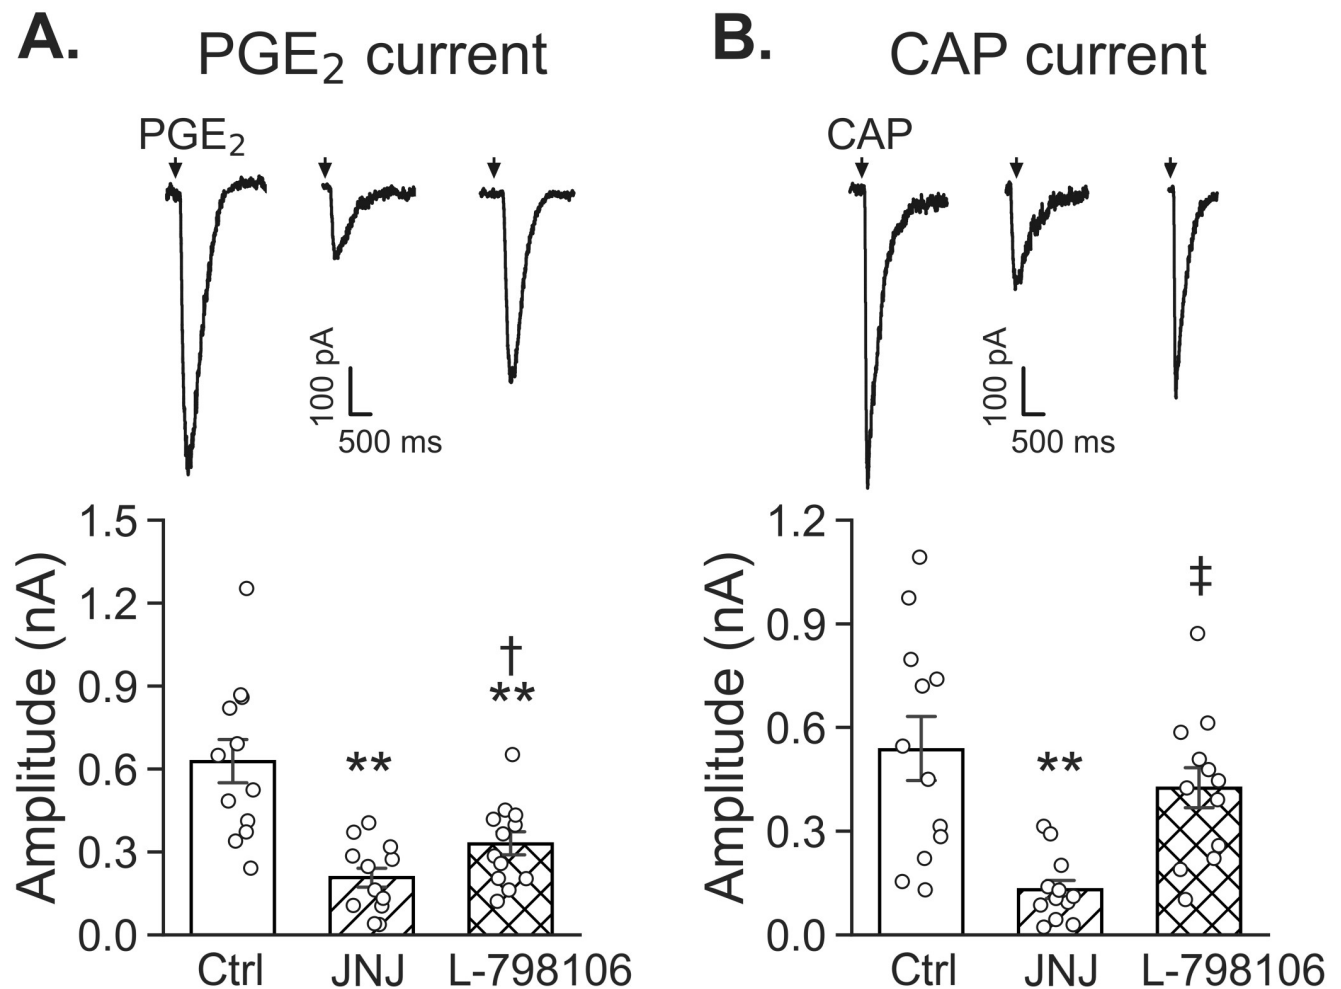 A. PGE₂ current
PGE₂
100 pA
500 ms
Amplitude (nA)
1.5
1.2
0.9
0.6
0.3
0.0
**
†
**
Ctrl JNJ L-798106
B. CAP current
CAP
100 pA
500 ms
Amplitude (nA)
1.2
0.9
0.6
0.3
0.0
**
‡
Ctrl JNJ L-798106